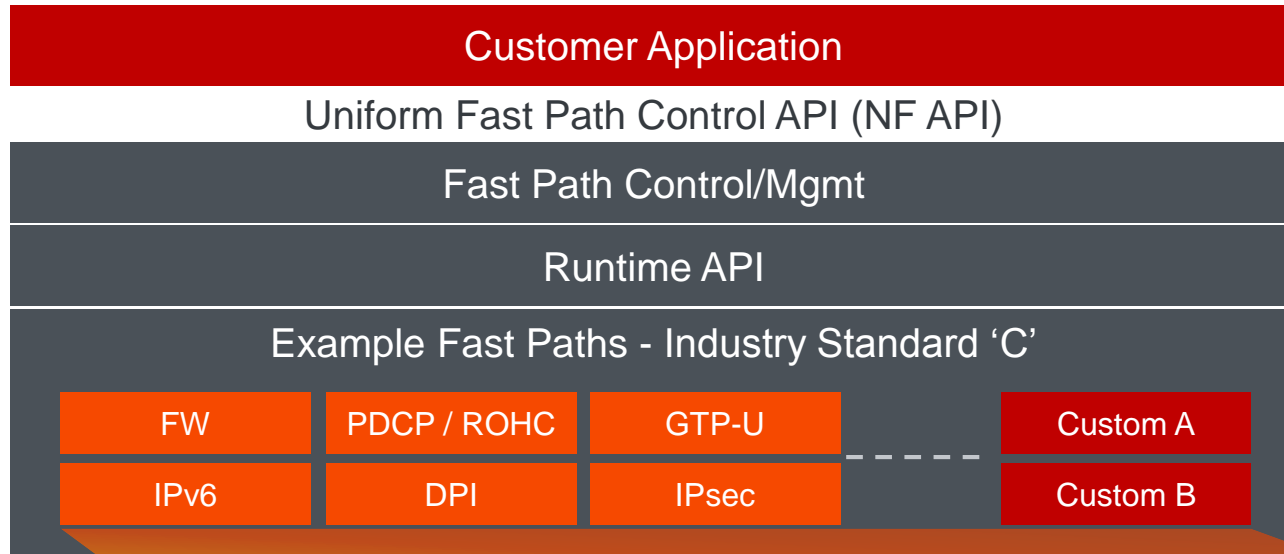 Customer Application
Uniform Fast Path Control API (NF API)
Fast Path Control/Mgmt
Runtime API
Example Fast Paths - Industry Standard ‘C’
FW
PDCP / ROHC
GTP-U
Custom A
IPv6
DPI
IPsec
Custom B